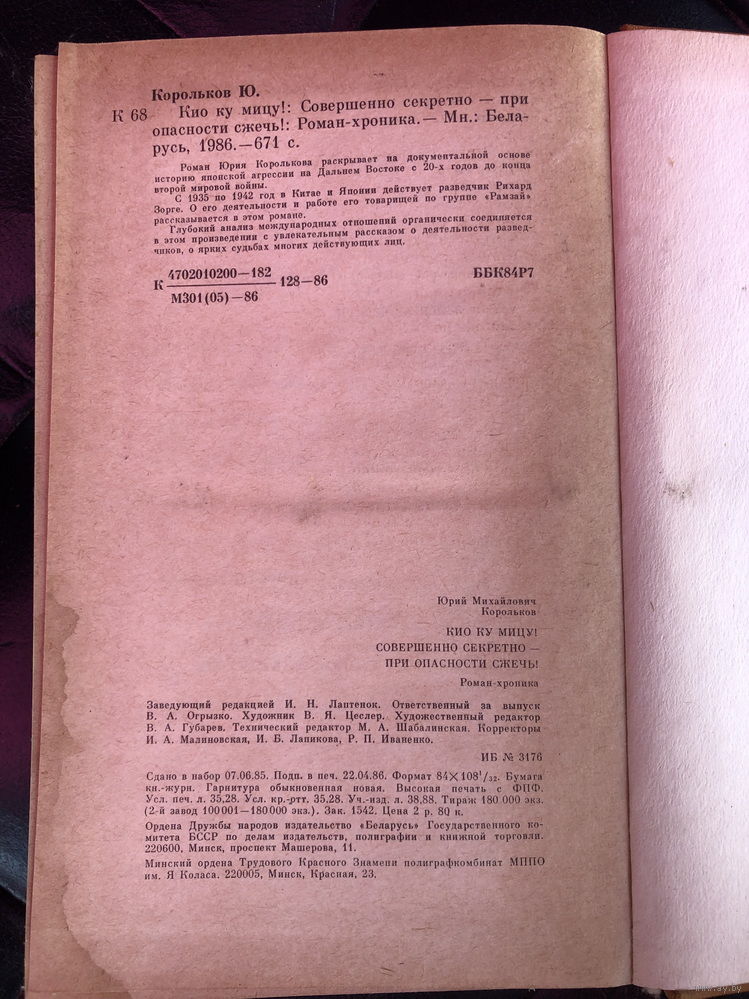 Корольков Ю.
К 68 Кио ку мицу!: Совершенно секретно — при
опасности сжечь!: Роман-хроника.— Мн.: Бела-
русь, 1986.—671 с.
Роман Юрия Королькова раскрывает на документальной основе
историю японской агрессии на Дальнем Востоке с 20-х годов до конца
второй мировой войны.
С 1935 по 1942 год в Китае и Японии действует разведчик Рихард
Зорге. О его деятельности и работе его товарищей по группе «Рамзай»
рассказывается в этом романе.
Глубокий анализ международных отношений органически соединяется
в этом произведении с увлекательным рассказом о деятельности развед-
чиков, о ярких судьбах многих действующих лиц.
4702010200—182
К 128—86 ББК84Р7
М301(05)—86
Юрий Михайлович
Корольков
КИО КУ МИЦУ!
СОВЕРШЕННО СЕКРЕТНО —
ПРИ ОПАСНОСТИ СЖЕЧЬ!
Роман-хроника
Заведующий редакцией И. Н. Лаптенок. Ответственный за выпуск
В. А. Огрызко. Художник В. Я. Цеслер. Художественный редактор
В. А. Губарев. Технический редактор М. А. Шабалинская. Корректоры
И. А. Малиновская, И. Б. Лапикова, Р. П. Иваненко.
ИБ № 3176
Сдано в набор 07.06.85. Подп. в печ. 22.04.86. Формат 84×108¹/₃₂. Бумага
кн.-журн. Гарнитура обыкновенная новая. Высокая печать с ФПФ.
Усл. печ. л. 35,28. Усл. кр.-отт. 35,28. Уч.-изд. л. 38,88. Тираж 180 000 экз.
(2-й завод 100 001—180 000 экз.). Зак. 1542. Цена 2 р. 80 к.
Ордена Дружбы народов издательство «Беларусь» Государственного ко-
митета БССР по делам издательств, полиграфии и книжной торговли.
220600, Минск, проспект Машерова, 11.
Минский ордена Трудового Красного Знамени полиграфкомбинат МППО
им. Я Коласа. 220005, Минск, Красная, 23.
www.ay.by